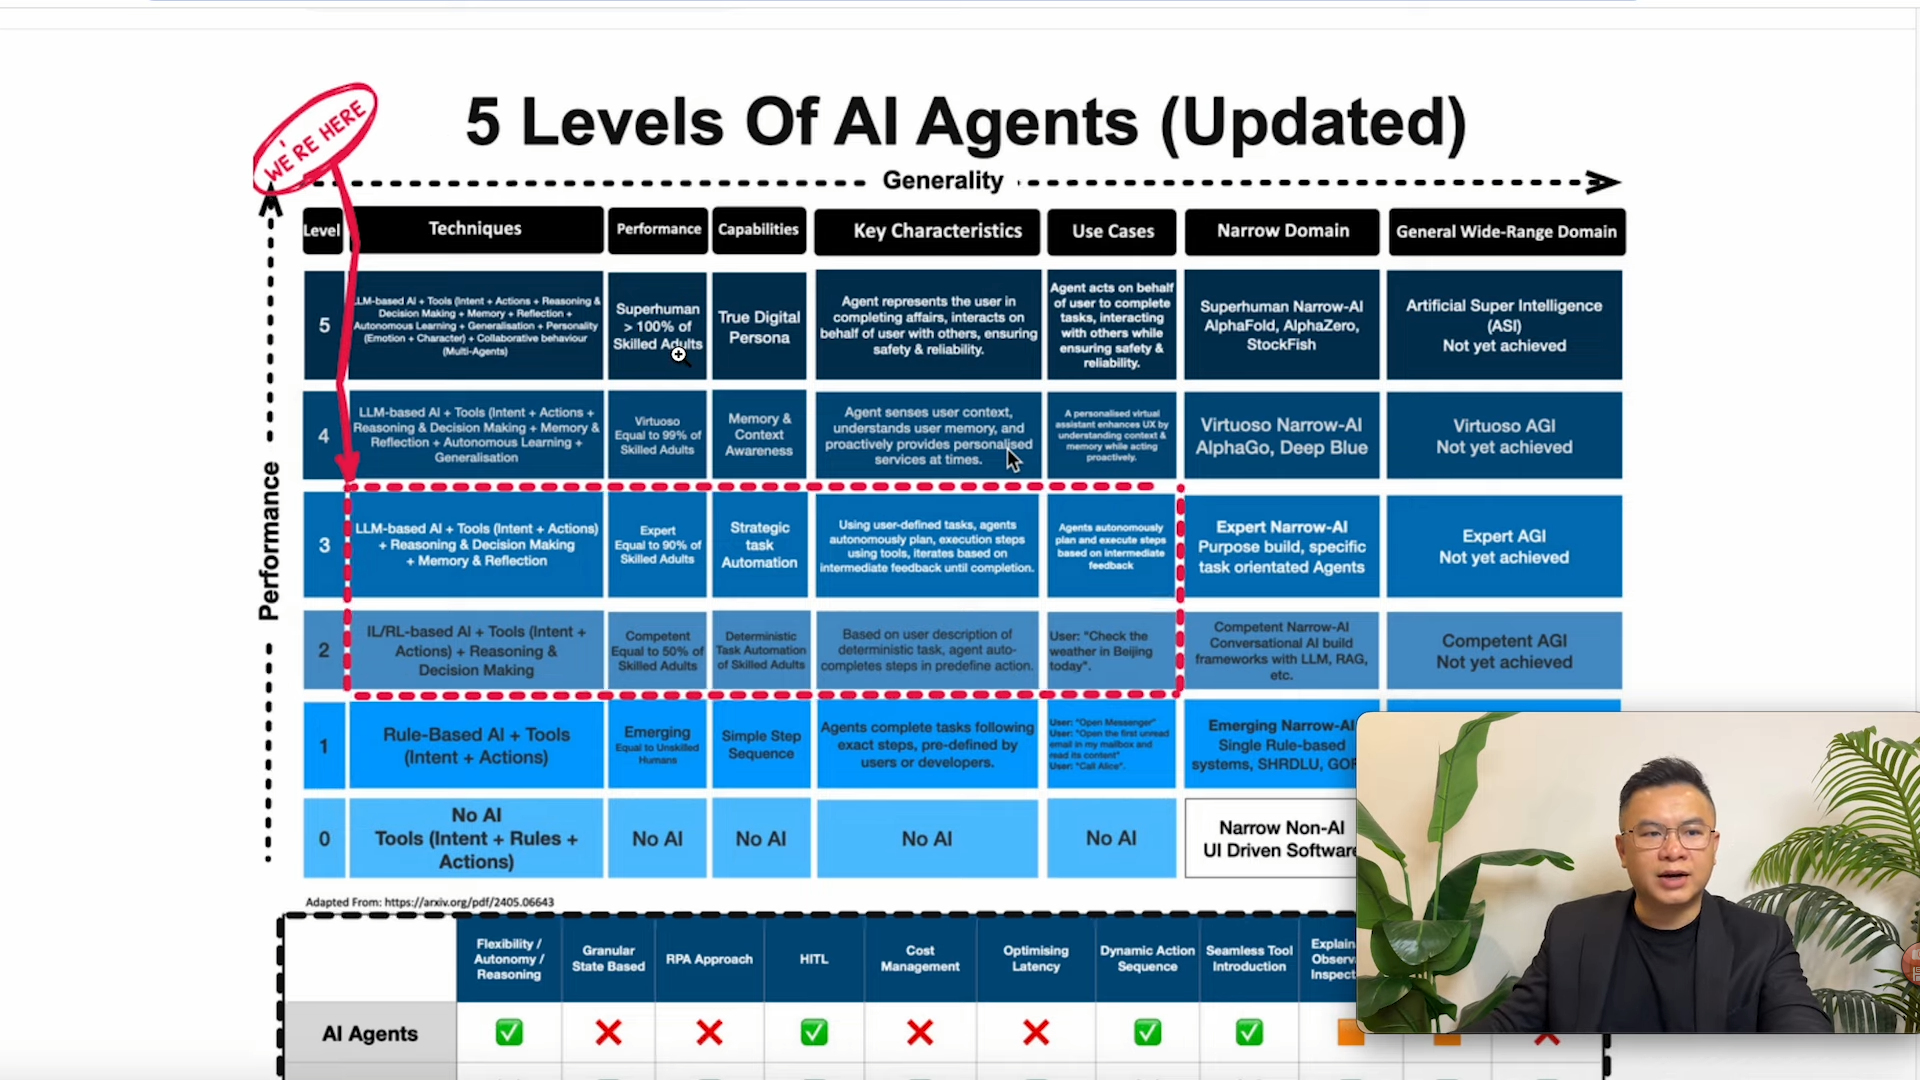 WE'RE HERE
5 Levels Of AI Agents (Updated)
Generality
Performance
Level
Techniques
Performance
Capabilities
Key Characteristics
Use Cases
Narrow Domain
General Wide-Range Domain
5
LLM-based AI + Tools (Intent + Actions + Reasoning &
Decision Making + Memory + Reflection +
Autonomous Learning + Generalisation + Personality
(Emotion + Character) + Collaborative behaviour
(Multi-Agents)
Superhuman
> 100% of
Skilled Adults
True Digital
Persona
Agent represents the user in
completing affairs, interacts on
behalf of user with others, ensuring
safety & reliability.
Agent acts on behalf
of user to complete
tasks, interacting
with others while
ensuring safety &
reliability.
Superhuman Narrow-AI
AlphaFold, AlphaZero,
StockFish
Artificial Super Intelligence
(ASI)
Not yet achieved
4
LLM-based AI + Tools (Intent + Actions +
Reasoning & Decision Making + Memory &
Reflection + Autonomous Learning +
Generalisation
Virtuoso
Equal to 99% of
Skilled Adults
Memory &
Context
Awareness
Agent senses user context,
understands user memory, and
proactively provides personalised
services at times.
A personalised virtual
assistant enhances UX by
understanding context &
memory while acting
proactively.
Virtuoso Narrow-AI
AlphaGo, Deep Blue
Virtuoso AGI
Not yet achieved
3
LLM-based AI + Tools (Intent + Actions)
+ Reasoning & Decision Making
+ Memory & Reflection
Expert
Equal to 90% of
Skilled Adults
Strategic
task
Automation
Using user-defined tasks, agents
autonomously plan, execution steps
using tools, iterates based on
intermediate feedback until completion.
Agents autonomously
plan and execute steps
based on intermediate
feedback
Expert Narrow-AI
Purpose build, specific
task orientated Agents
Expert AGI
Not yet achieved
2
IL/RL-based AI + Tools (Intent +
Actions) + Reasoning &
Decision Making
Competent
Equal to 50% of
Skilled Adults
Deterministic
Task Automation
of Skilled Adults
Based on user description of
deterministic task, agent auto-
completes steps in predefine action.
User: "Check the
weather in Beijing
today".
Competent Narrow-AI
Conversational AI build
frameworks with LLM, RAG,
etc.
Competent AGI
Not yet achieved
1
Rule-Based AI + Tools
(Intent + Actions)
Emerging
Equal to Unskilled
Humans
Simple Step
Sequence
Agents complete tasks following
exact steps, pre-defined by
users or developers.
User: "Open Messenger"
User: "Open the first unread
email in my mailbox and
read its content"
User: "Call Alice".
Emerging Narrow-AI
Single Rule-based
systems, SHRDLU,
0
No AI
Tools (Intent + Rules +
Actions)
No AI
No AI
No AI
No AI
Narrow Non-AI
UI Driven Software
Adapted From: https://arxiv.org/pdf/2405.06643
Flexibility /
Autonomy /
Reasoning
Granular
State Based
RPA Approach
HITL
Cost
Management
Optimising
Latency
Dynamic Action
Sequence
Seamless Tool
Introduction
AI Agents